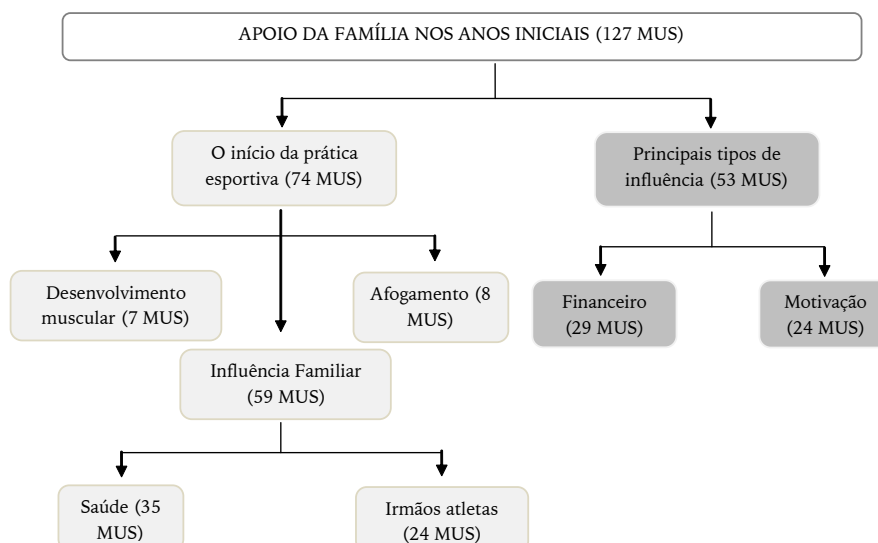 APOIO DA FAMÍLIA NOS ANOS INICIAIS (127 MUS)
O início da prática
esportiva (74 MUS)
Principais tipos de
influência (53 MUS)
Desenvolvimento
muscular (7 MUS)
Afogamento (8
MUS)
Financeiro
(29 MUS)
Motivação
(24 MUS)
Influência Familiar
(59 MUS)
Saúde (35
MUS)
Irmãos atletas
(24 MUS)